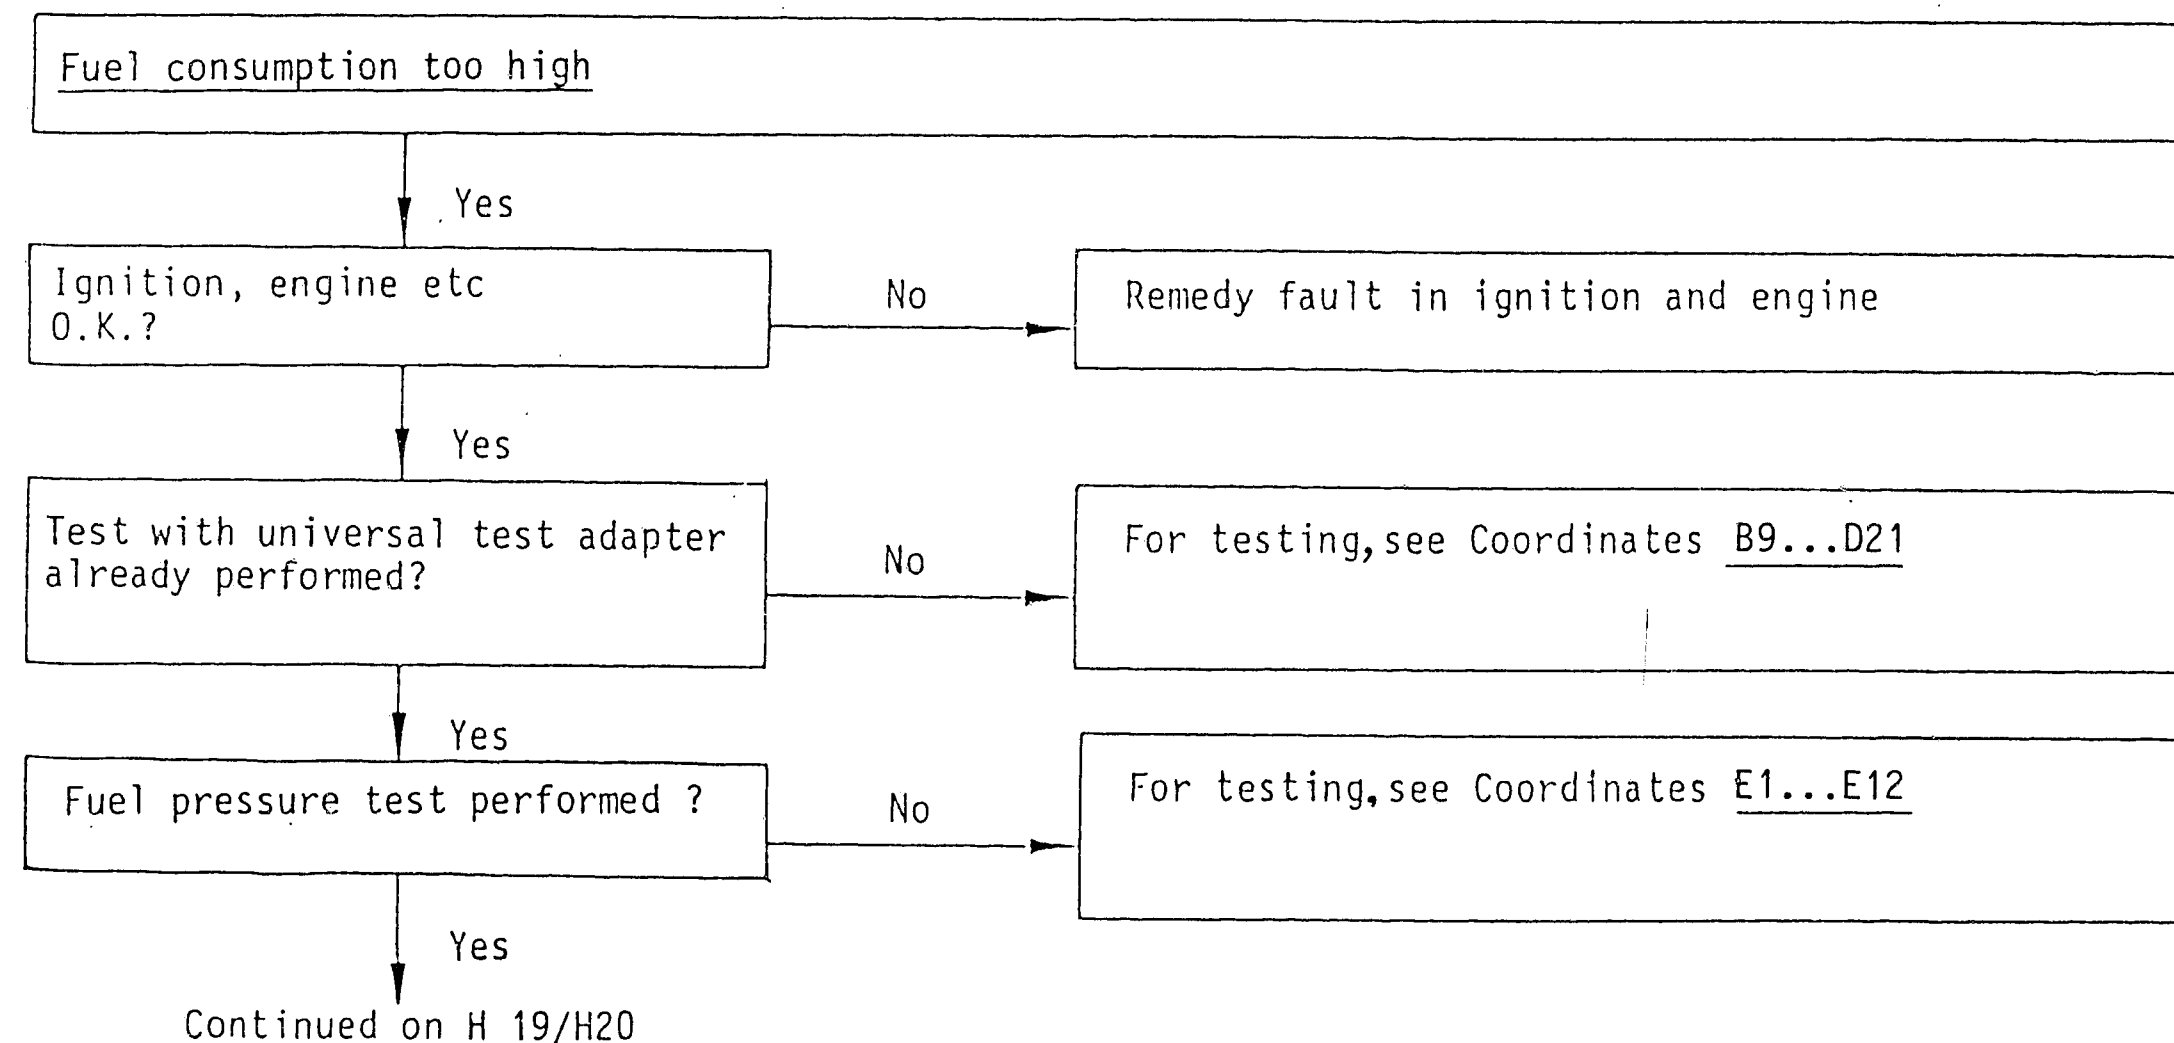 Fuel consumption too high
Yes
Ignition, engine etc
O.K.?
No
Remedy fault in ignition and engine
Yes
Test with universal test adapter
already performed?
No
For testing,see Coordinates B9...D21
Yes
Fuel pressure test performed ?
No
For testing,see Coordinates E1...E12
Yes
Continued on H 19/H20